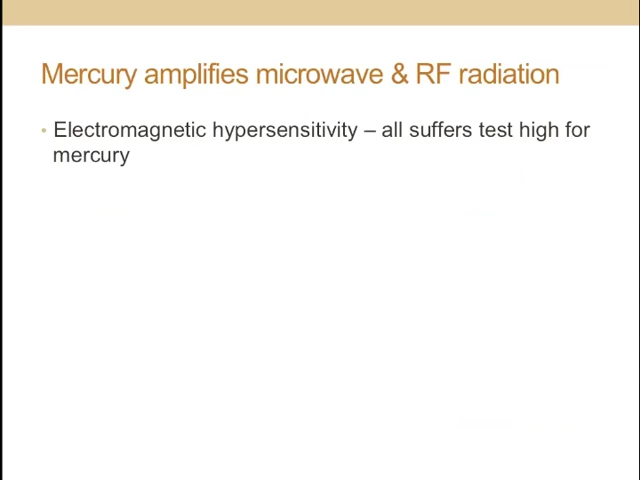 Mercury amplifies microwave & RF radiation
• Electromagnetic hypersensitivity – all suffers test high for
mercury